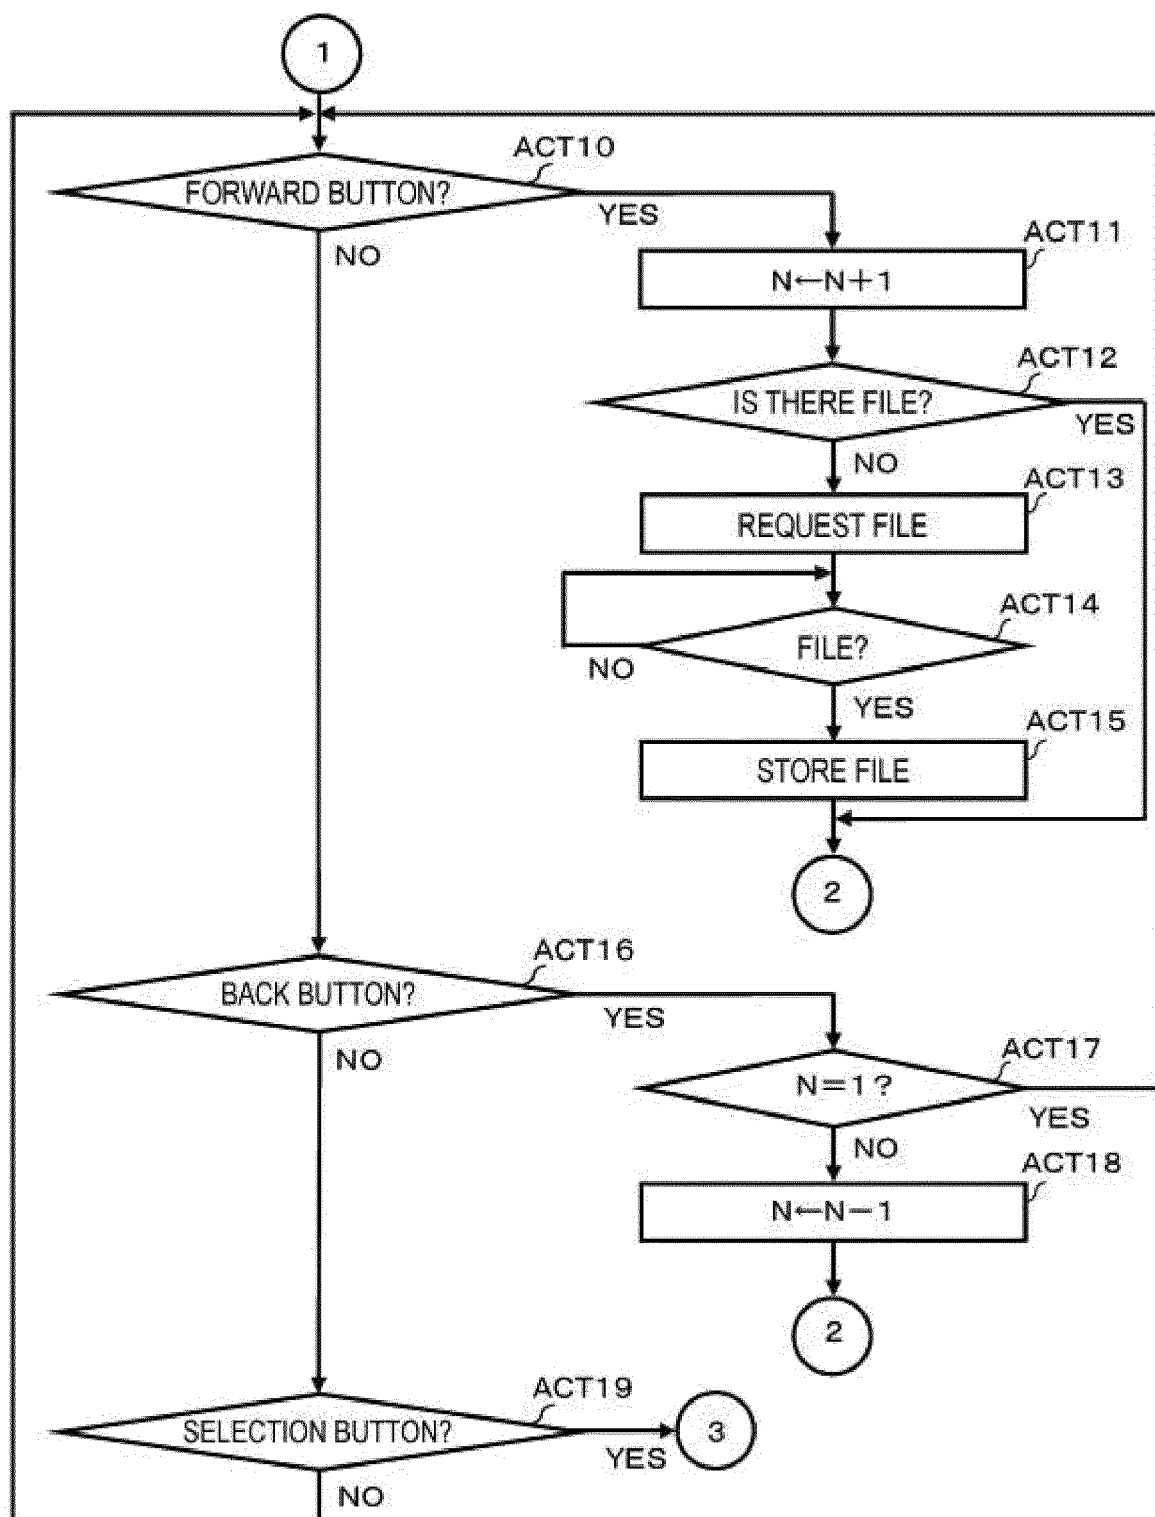 1
ACT10
FORWARD BUTTON?
YES
NO
ACT11
N←N+1
ACT12
IS THERE FILE?
YES
NO
ACT13
REQUEST FILE
ACT14
FILE?
NO
YES
ACT15
STORE FILE
2
ACT16
BACK BUTTON?
YES
NO
ACT17
N=1?
YES
NO
ACT18
N←N−1
2
ACT19
SELECTION BUTTON?
YES
3
NO